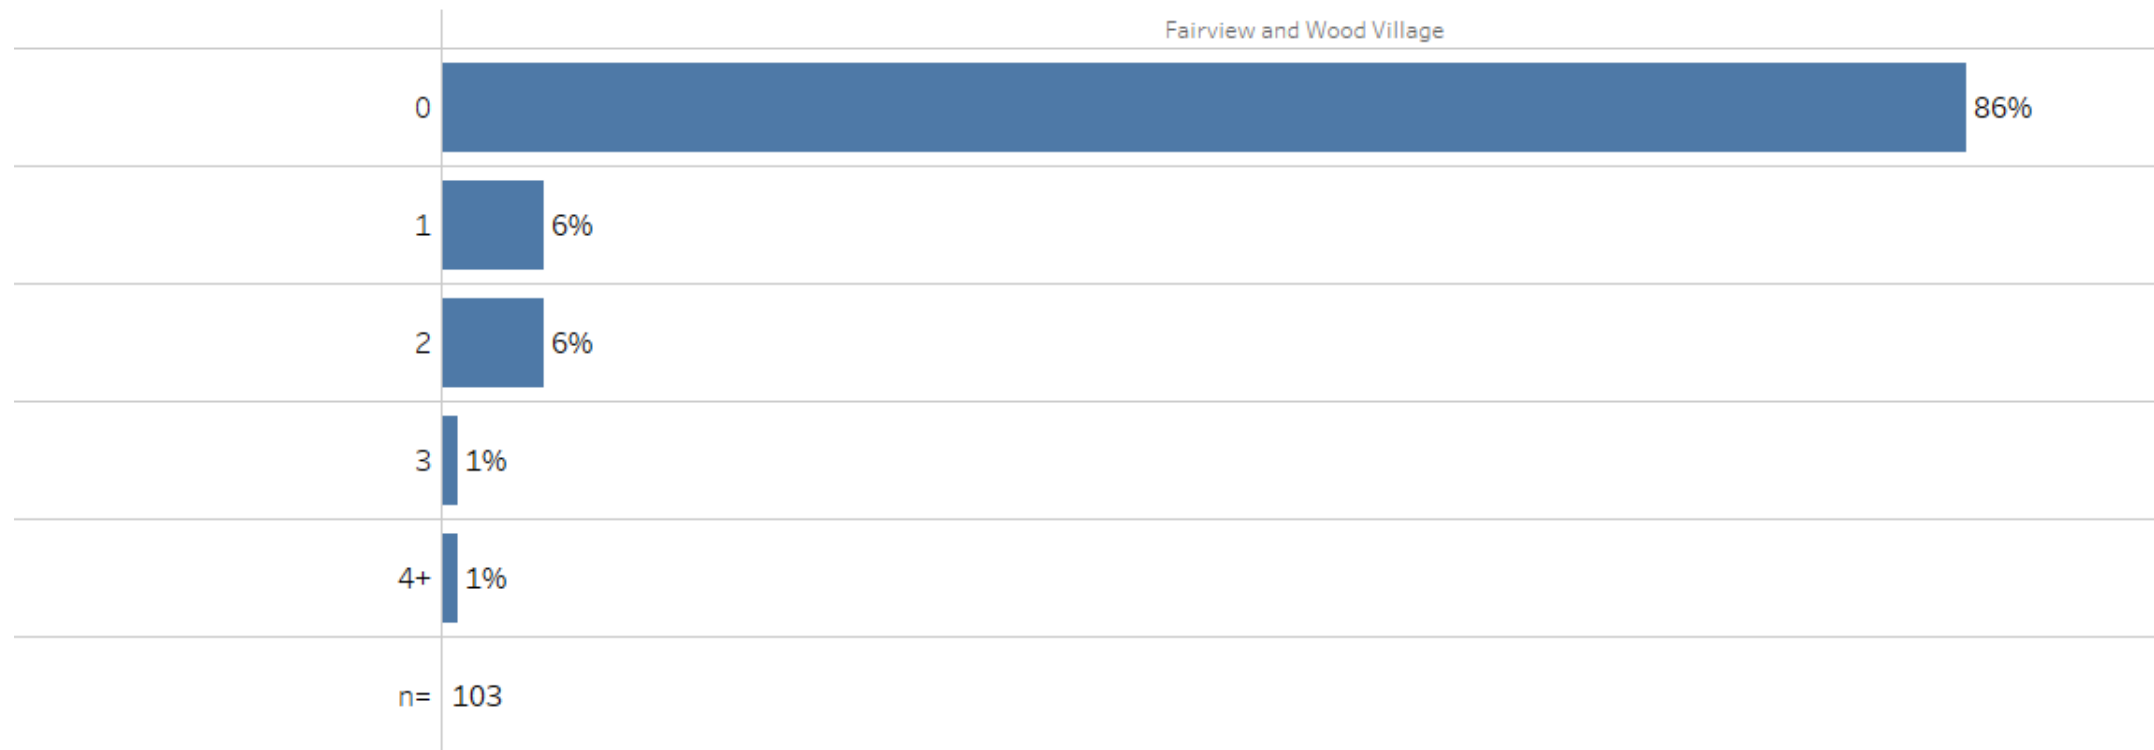 Fairview and Wood Village
0 86%
1 6%
2 6%
3 1%
4+ 1%
n= 103